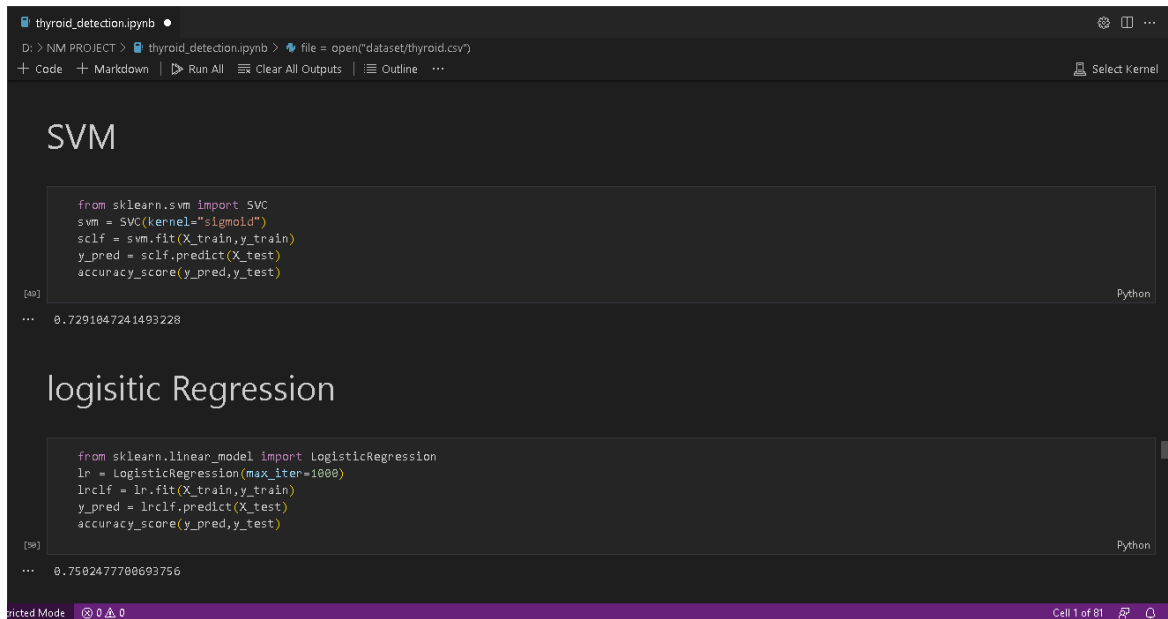 thyroid_detection.ipynb ●
D: > NM PROJECT > thyroid_detection.ipynb > file = open("dataset/thyroid.csv")
+ Code + Markdown | Run All Clear All Outputs | Outline ···
Select Kernel
SVM
from sklearn.svm import SVC
svm = SVC(kernel="sigmoid")
sclf = svm.fit(X_train,y_train)
y_pred = sclf.predict(X_test)
accuracy_score(y_pred,y_test)
[49]
Python
··· 0.7291047241493228
logisitic Regression
from sklearn.linear_model import LogisticRegression
lr = LogisticRegression(max_iter=1000)
lrclf = lr.fit(X_train,y_train)
y_pred = lrclf.predict(X_test)
accuracy_score(y_pred,y_test)
[50]
Python
··· 0.7502477700693756
tricted Mode 0 0
Cell 1 of 81